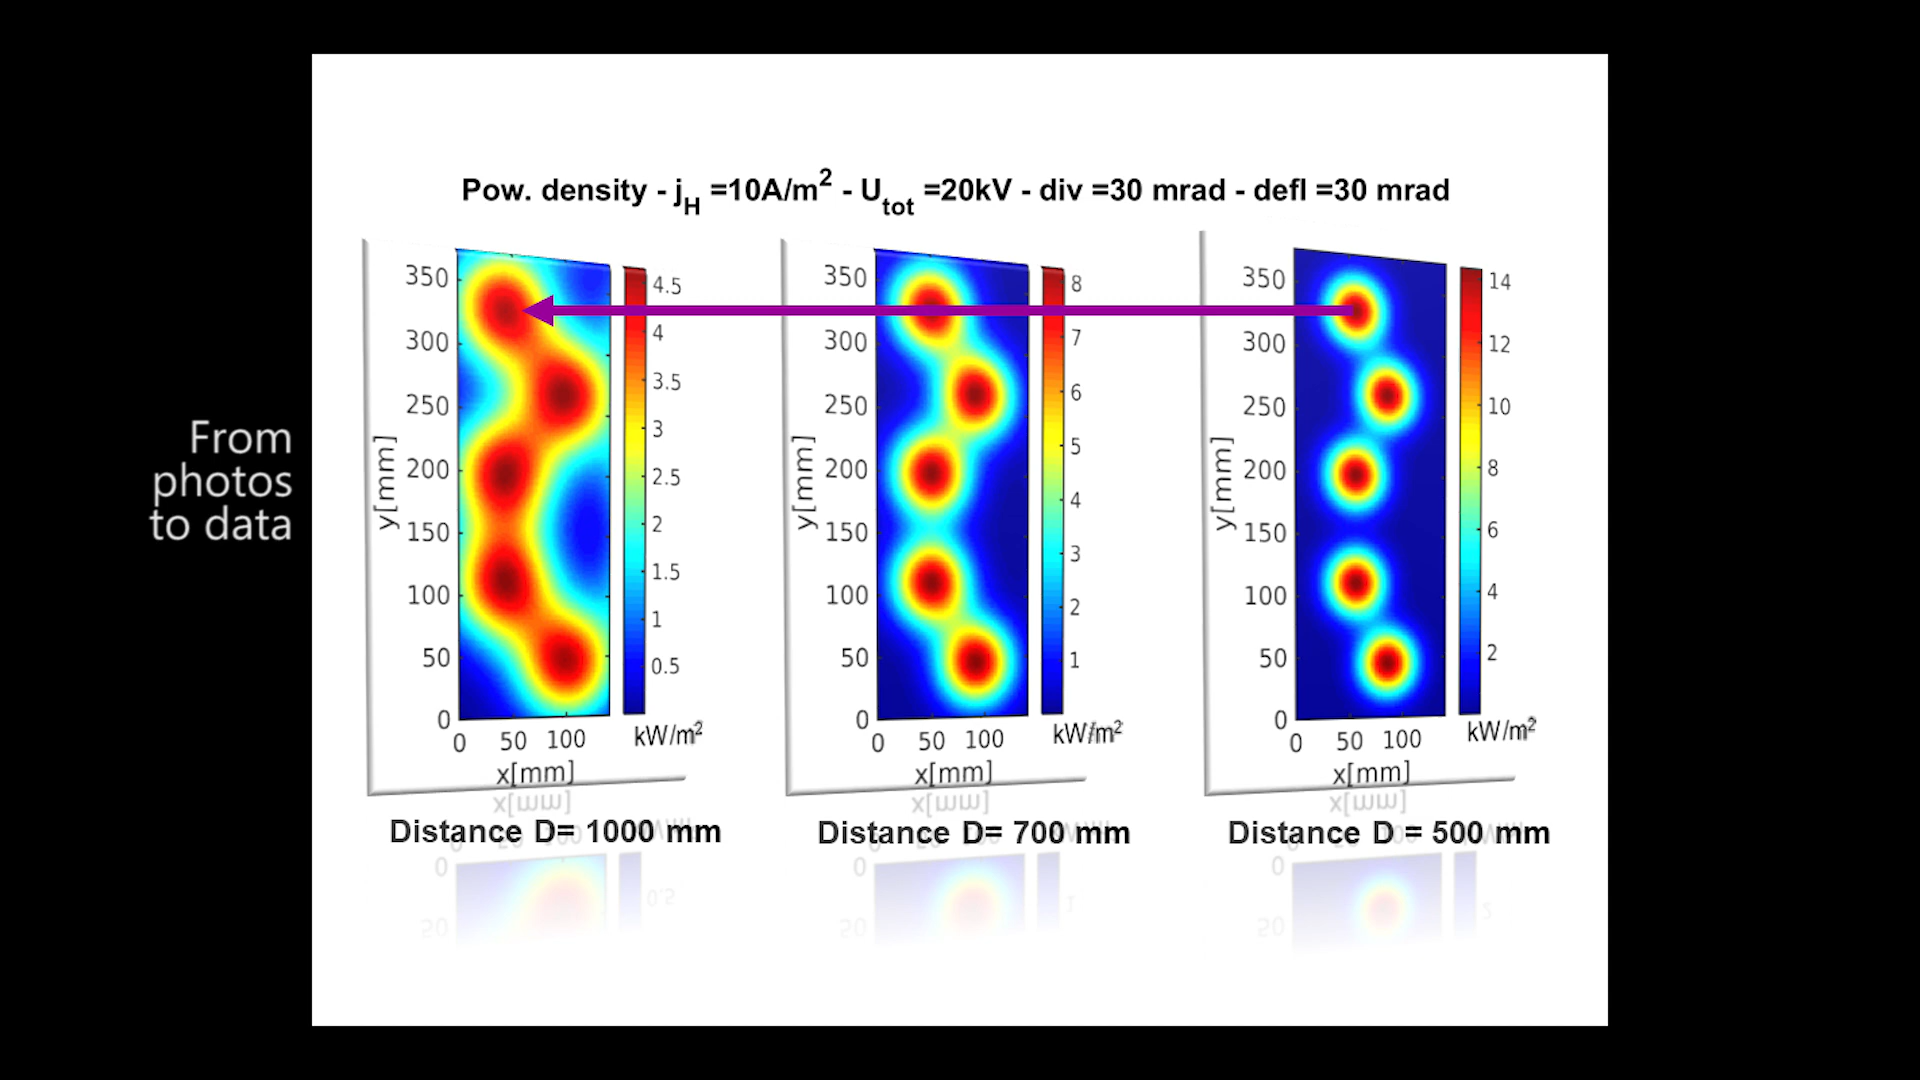 From
photos
to data
Pow. density - jH =10A/m2 - Utot =20kV - div =30 mrad - defl =30 mrad
350
300
250
200
150
100
50
0
y[mm]
0 50 100
x[mm]
4.5
4
3.5
3
2.5
2
1.5
1
0.5
kW/m2
Distance D= 1000 mm
350
300
250
200
150
100
50
0
y[mm]
0 50 100
x[mm]
8
7
6
5
4
3
2
1
kW/m2
Distance D= 700 mm
350
300
250
200
150
100
50
0
y[mm]
0 50 100
x[mm]
14
12
10
8
6
4
2
kW/m2
Distance D= 500 mm